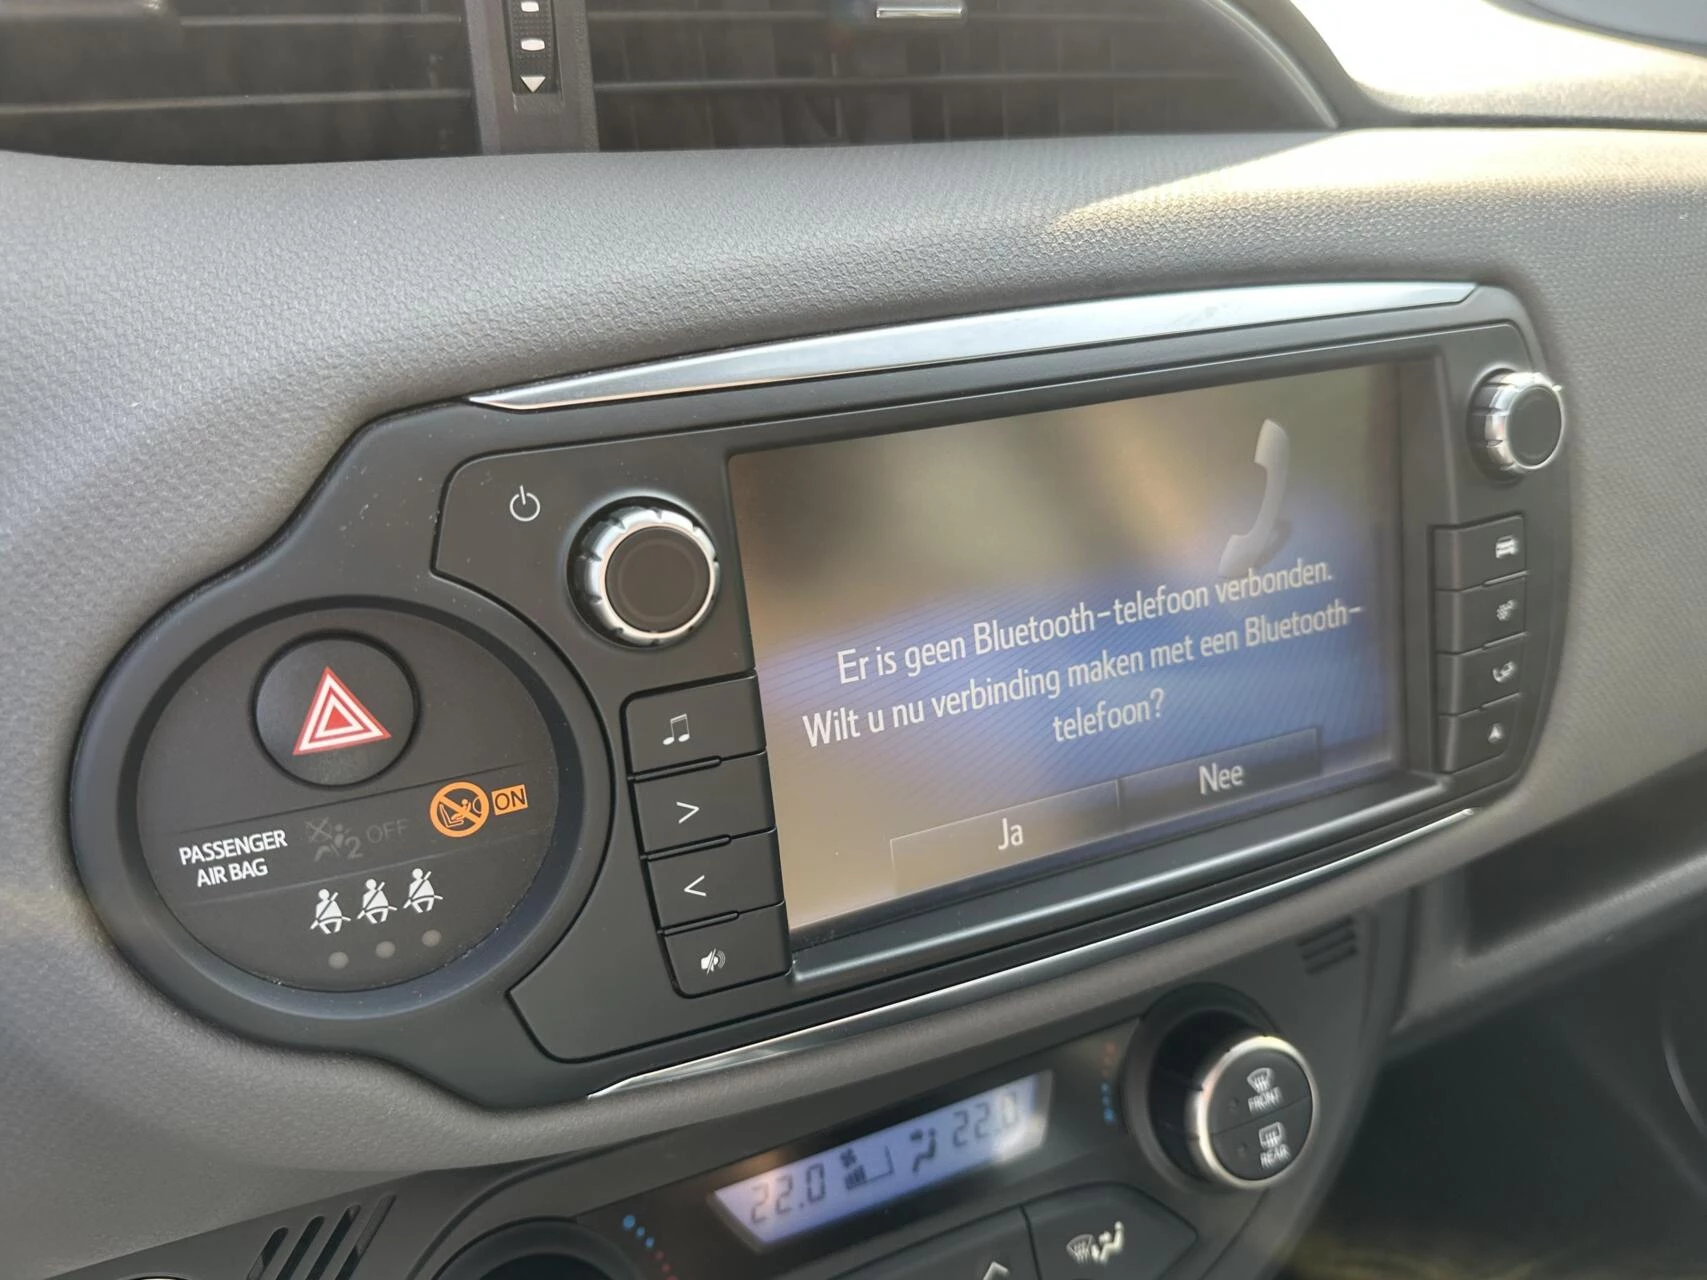 Er is geen Bluetooth-telefoon verbonden.
Wilt u nu verbinding maken met een Bluetooth-
telefoon?
Ja
Nee
PASSENGER
AIR BAG
2 OFF
ON
22.0
22.0
FRONT
REAR